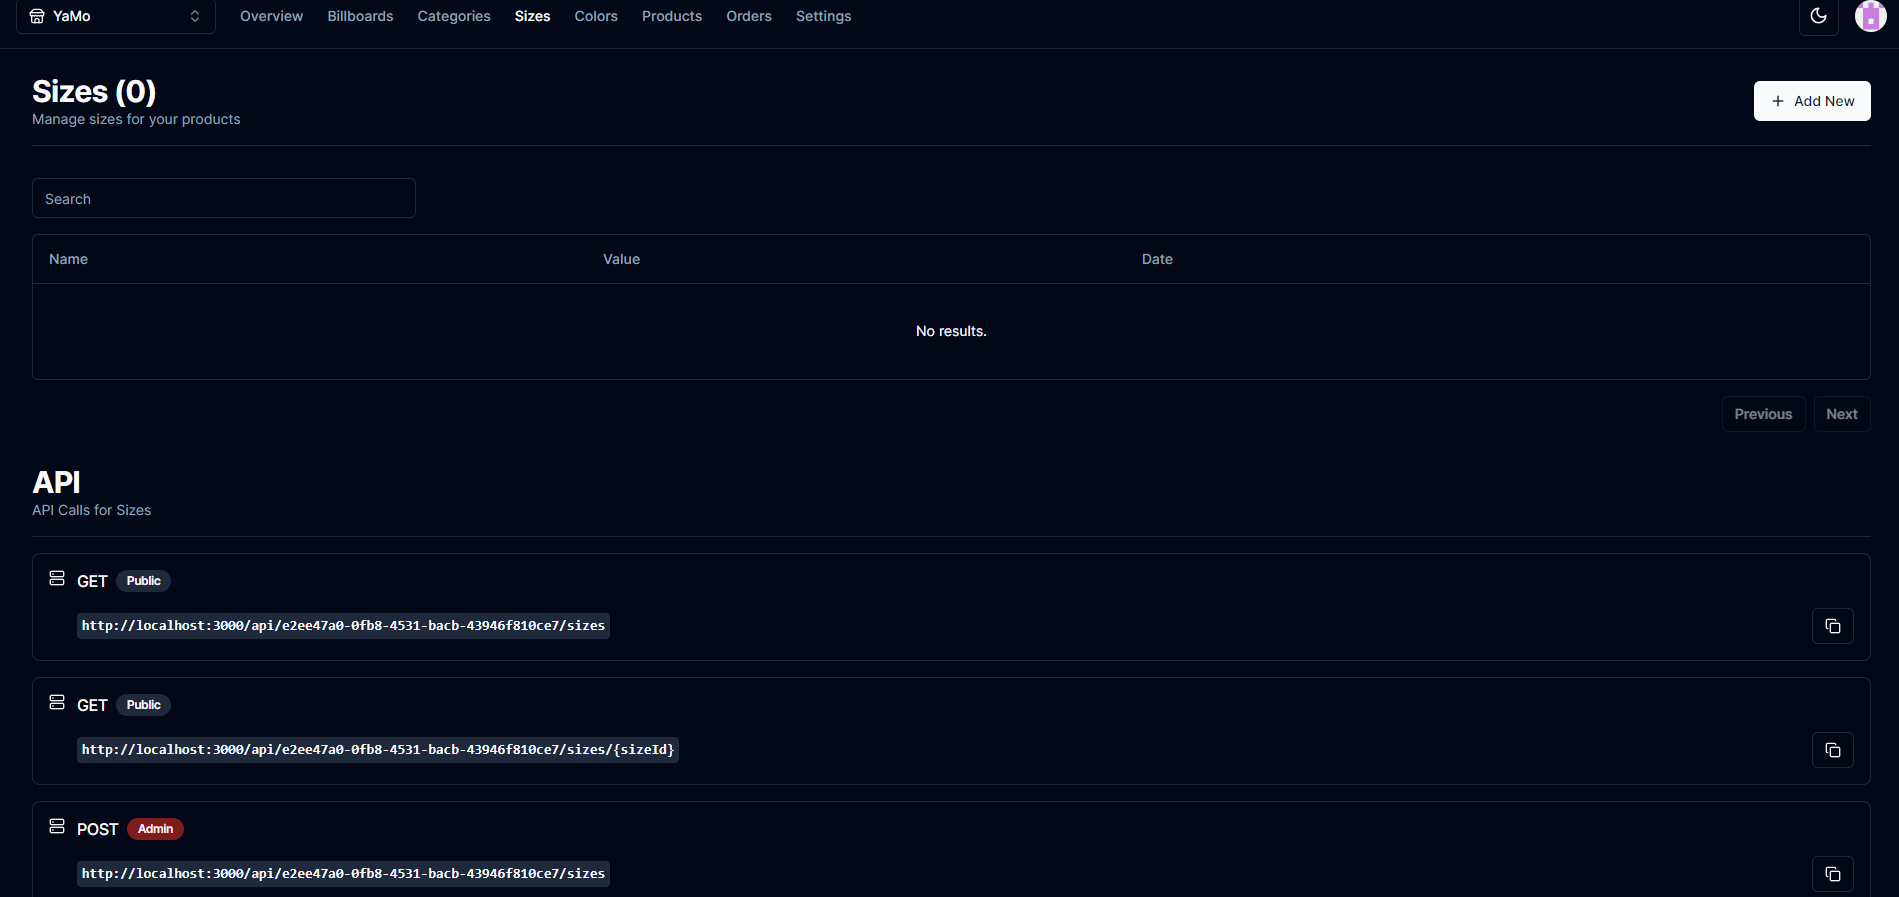 YaMo Overview Billboards Categories Sizes Colors Products Orders Settings
Sizes (0)
Manage sizes for your products
+ Add New
Search
Name Value Date
No results.
Previous Next
API
API Calls for Sizes
GET Public
http://localhost:3000/api/e2ee47a0-0fb8-4531-bacb-43946f810ce7/sizes
GET Public
http://localhost:3000/api/e2ee47a0-0fb8-4531-bacb-43946f810ce7/sizes/{sizeId}
POST Admin
http://localhost:3000/api/e2ee47a0-0fb8-4531-bacb-43946f810ce7/sizes